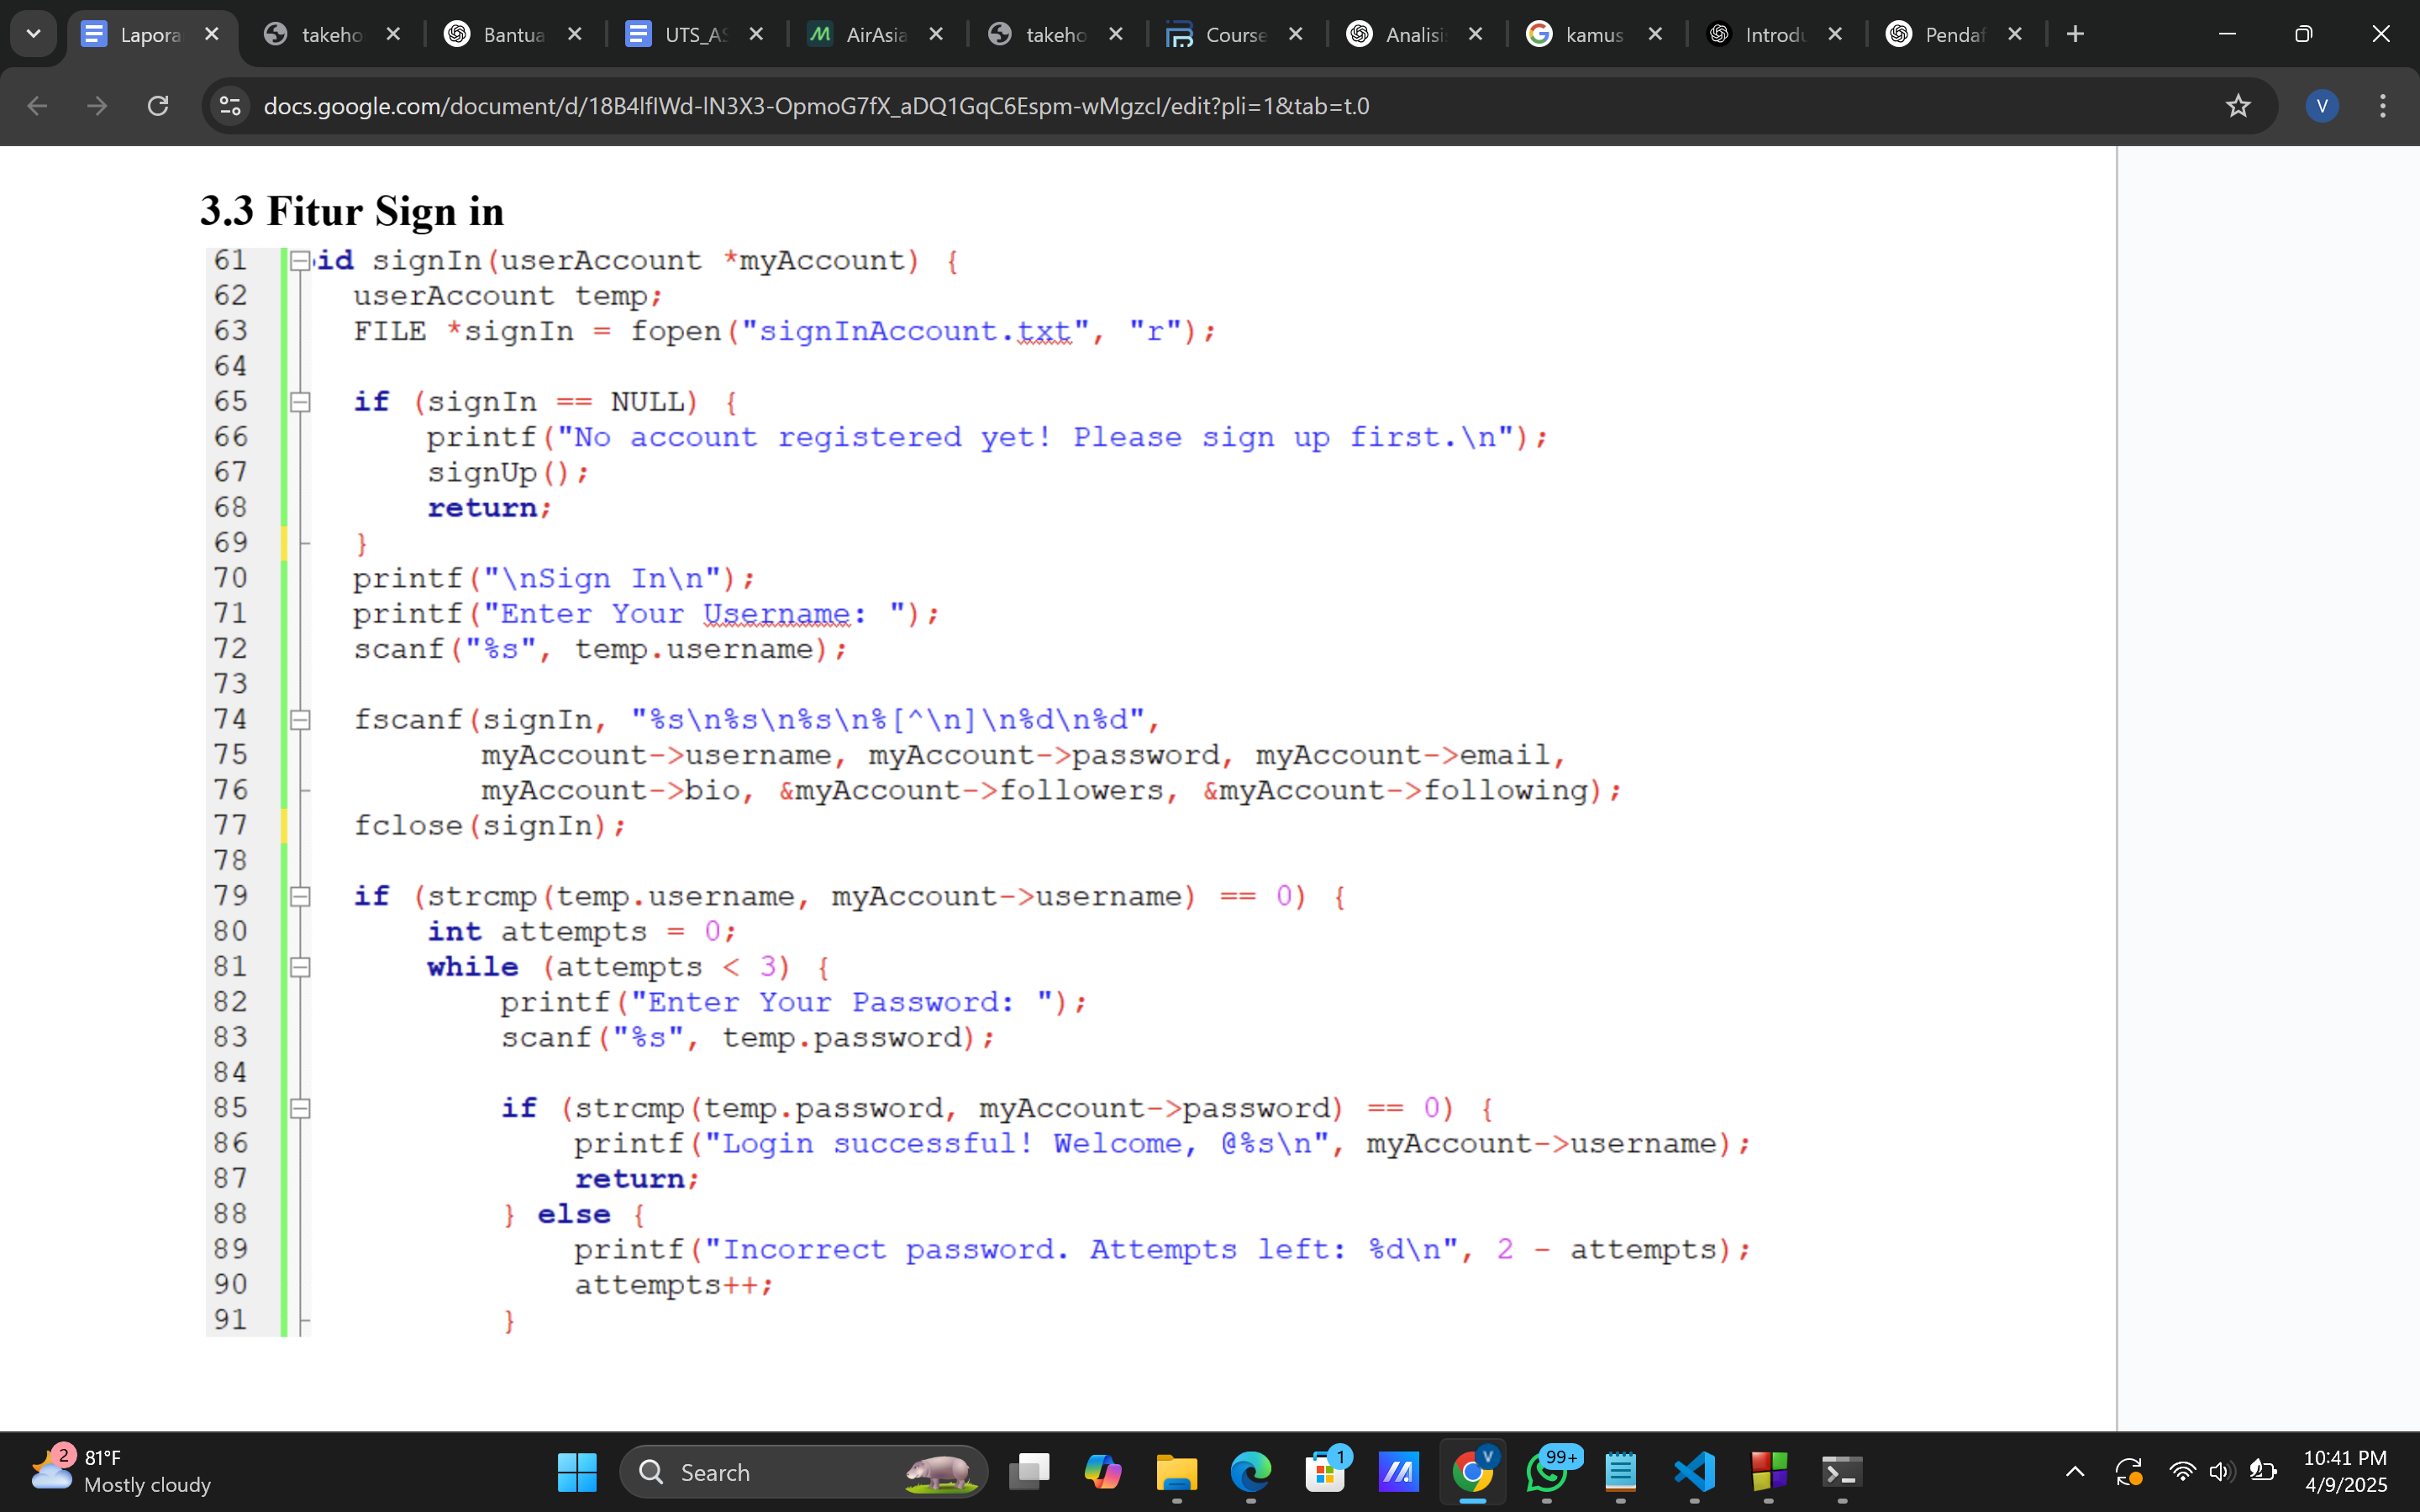 Lapora
takeho
Bantua
UTS_AS
AirAsia
takeho
Course
Analisi
kamus
Introdu
Pendaf
docs.google.com/document/d/18B4lflWd-lN3X3-OpmoG7fX_aDQ1GqC6Espm-wMgzcI/edit?pli=1&tab=t.0
V
3.3 Fitur Sign in
61 id signIn(userAccount *myAccount) {
62 userAccount temp;
63 FILE *signIn = fopen("signInAccount.txt", "r");
64
65 if (signIn == NULL) {
66 printf("No account registered yet! Please sign up first.\n");
67 signUp();
68 return;
69 }
70 printf("\nSign In\n");
71 printf("Enter Your Username: ");
72 scanf("%s", temp.username);
73
74 fscanf(signIn, "%s\n%s\n%s\n%[^\n]\n%d\n%d",
75 myAccount->username, myAccount->password, myAccount->email,
76 myAccount->bio, &myAccount->followers, &myAccount->following);
77 fclose(signIn);
78
79 if (strcmp(temp.username, myAccount->username) == 0) {
80 int attempts = 0;
81 while (attempts < 3) {
82 printf("Enter Your Password: ");
83 scanf("%s", temp.password);
84
85 if (strcmp(temp.password, myAccount->password) == 0) {
86 printf("Login successful! Welcome, @%s\n", myAccount->username);
87 return;
88 } else {
89 printf("Incorrect password. Attempts left: %d\n", 2 - attempts);
90 attempts++;
91 }
2
81°F
Mostly cloudy
Search
1
V
99+
10:41 PM
4/9/2025